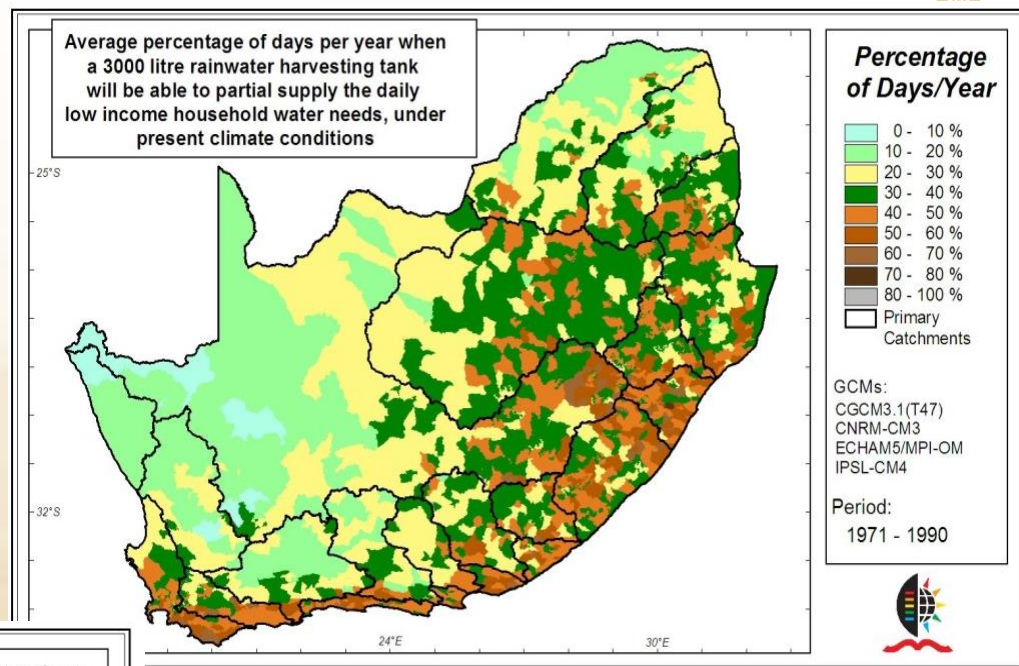 Average percentage of days per year when
a 3000 litre rainwater harvesting tank
will be able to partial supply the daily
low income household water needs, under
present climate conditions
25°S
32°S
24°E
30°E
Percentage
of Days/Year
0 - 10 %
10 - 20 %
20 - 30 %
30 - 40 %
40 - 50 %
50 - 60 %
60 - 70 %
70 - 80 %
80 - 100 %
Primary
Catchments
GCMs:
CGCM3.1(T47)
CNRM-CM3
ECHAM5/MPI-OM
IPSL-CM4
Period:
1971 - 1990